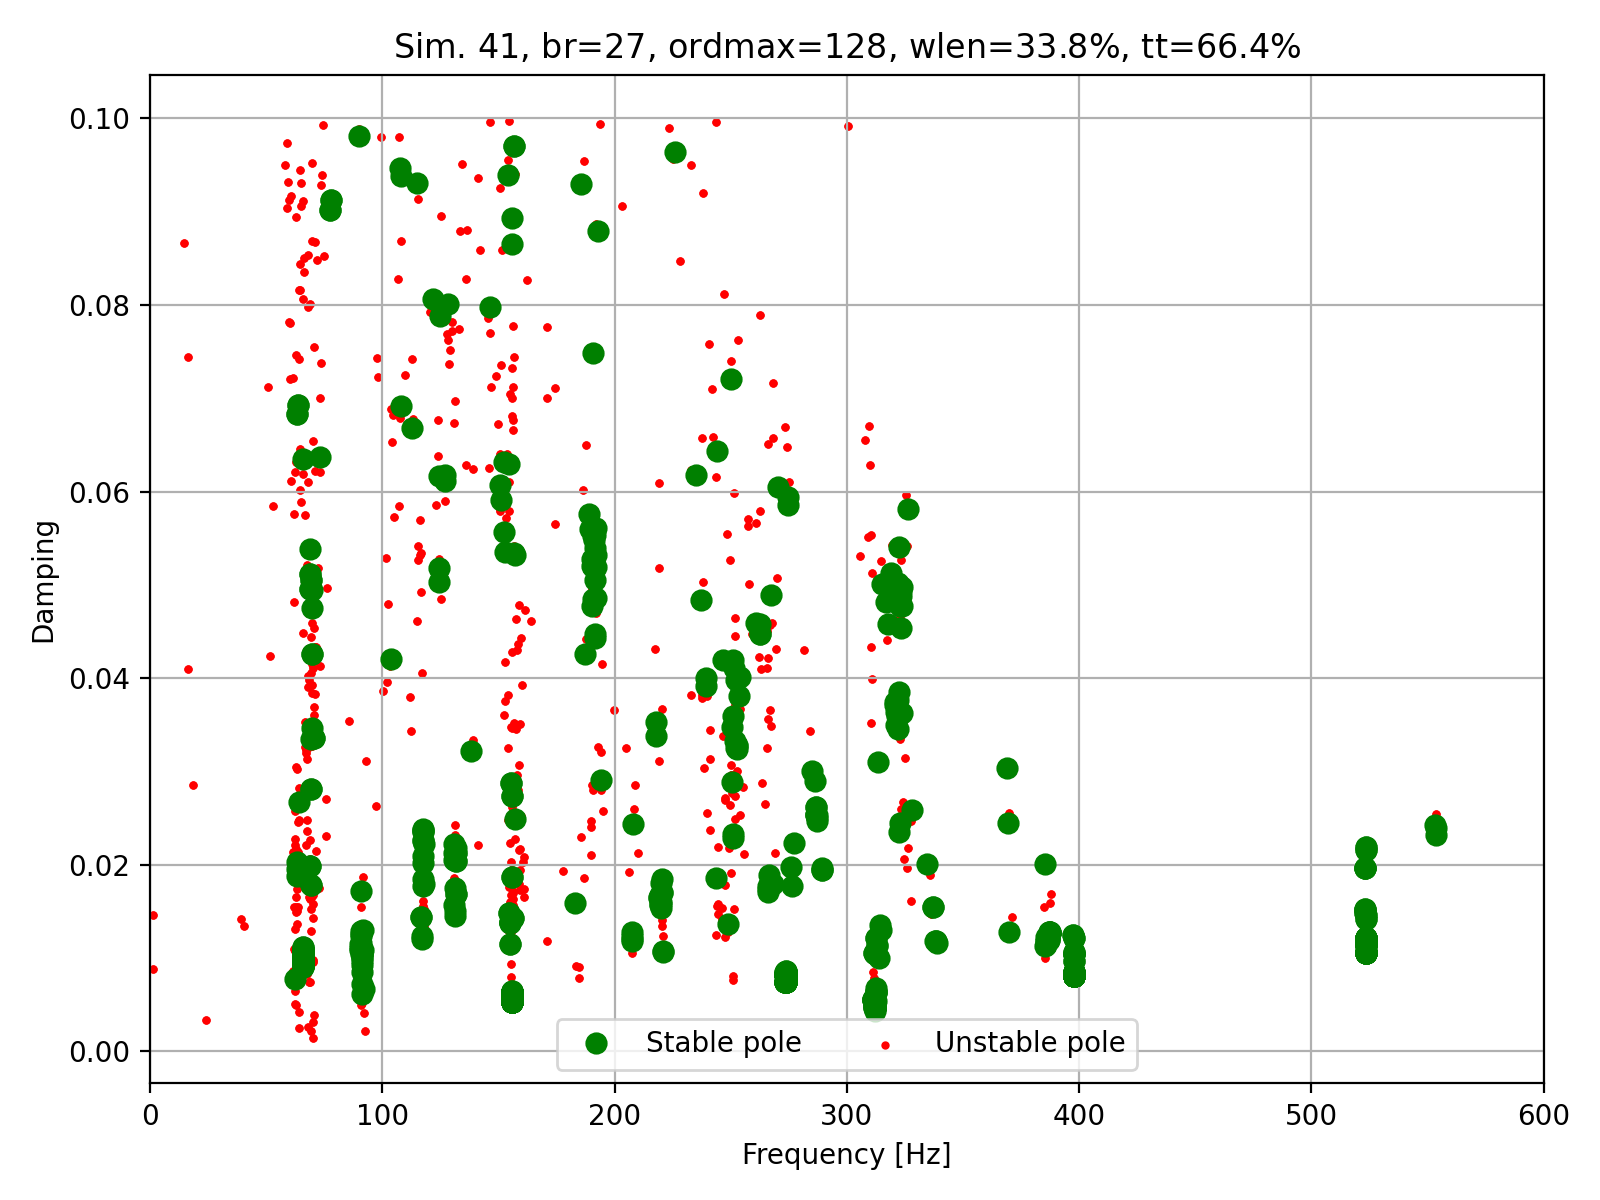 Sim. 41, br=27, ordmax=128, wlen=33.8%, tt=66.4%
0.10
0.08
0.06
0.04
0.02
0.00
Damping
Stable pole
Unstable pole
0 100 200 300 400 500 600
Frequency [Hz]